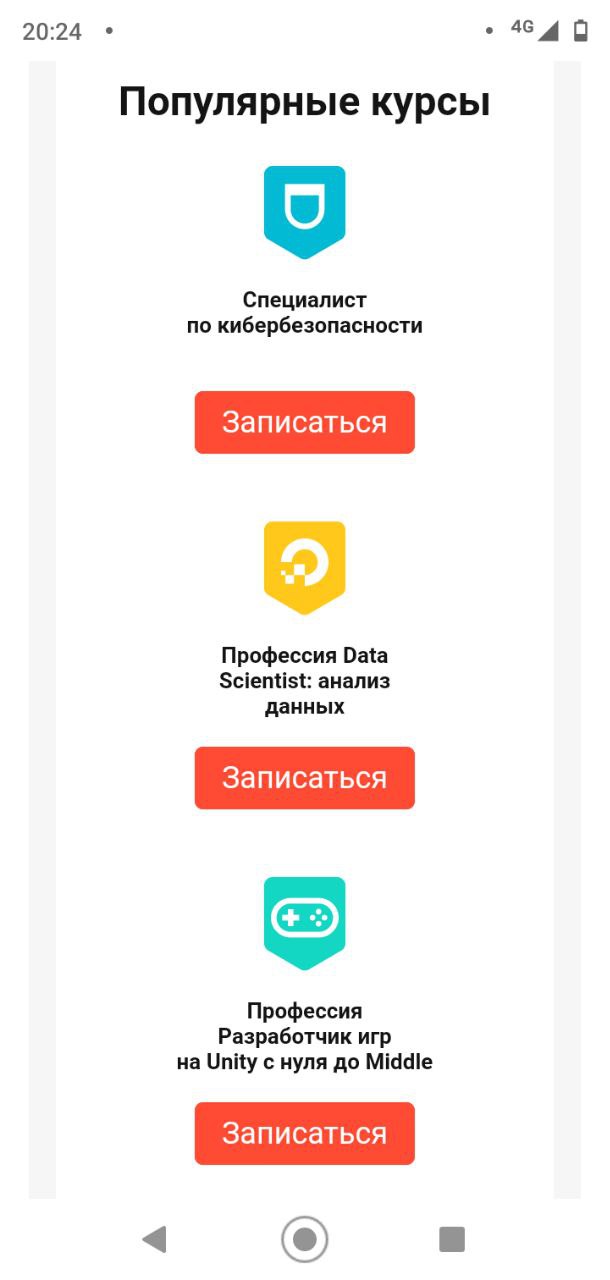 20:24
4G
Популярные курсы
Специалист
по кибербезопасности
Записаться
Профессия Data
Scientist: анализ
данных
Записаться
Профессия
Разработчик игр
на Unity с нуля до Middle
Записаться